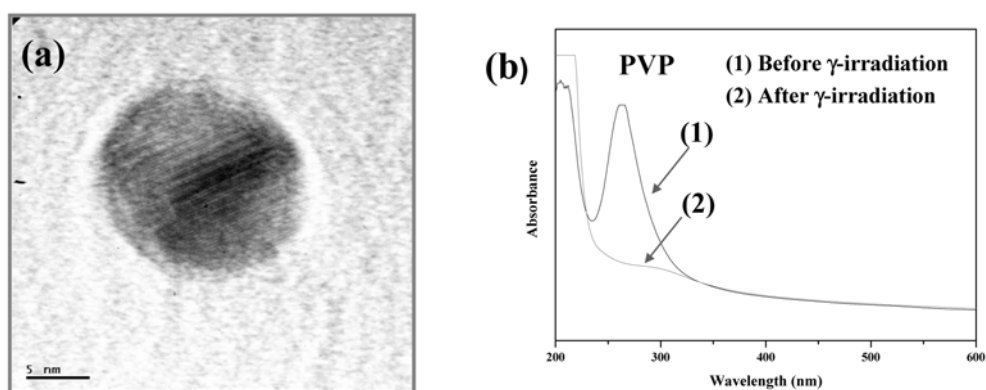 (a)
5 nm
(b)
PVP
(1) Before γ-irradiation
(2) After γ-irradiation
(1)
(2)
Absorbance
200
300
400
500
600
Wavelength (nm)